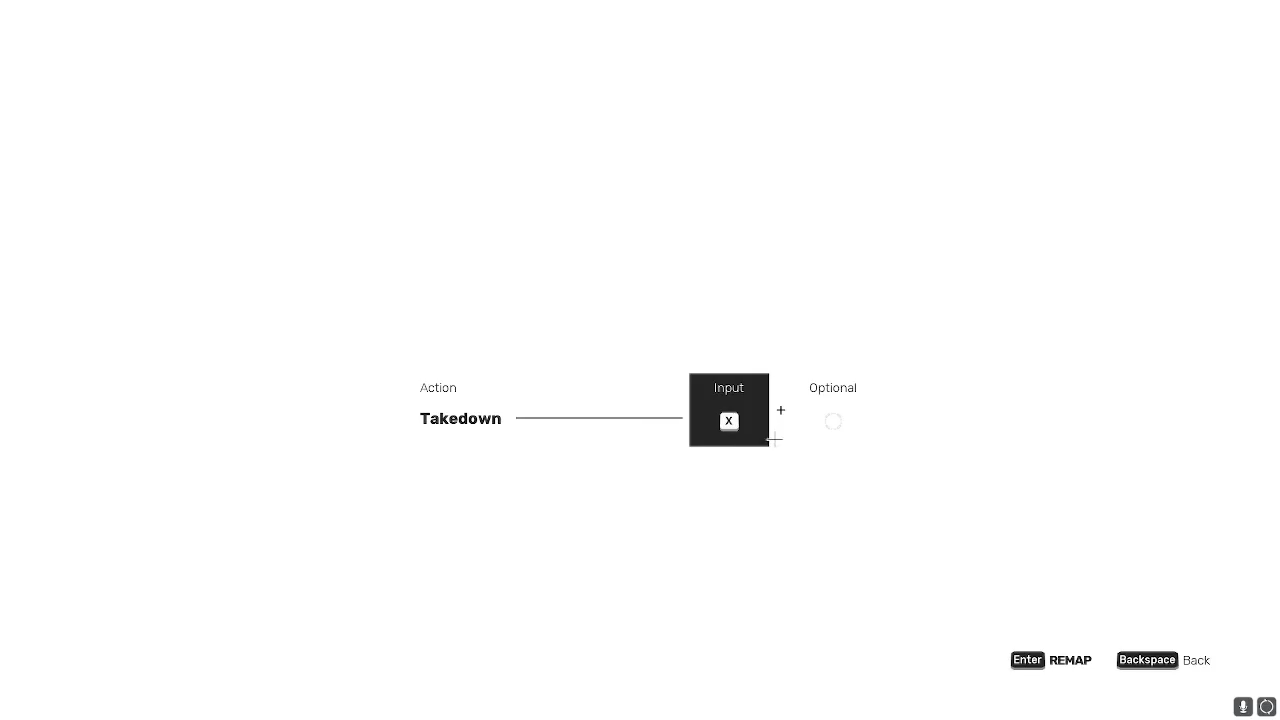 Action Input Optional
Takedown X +
Enter REMAP Backspace Back